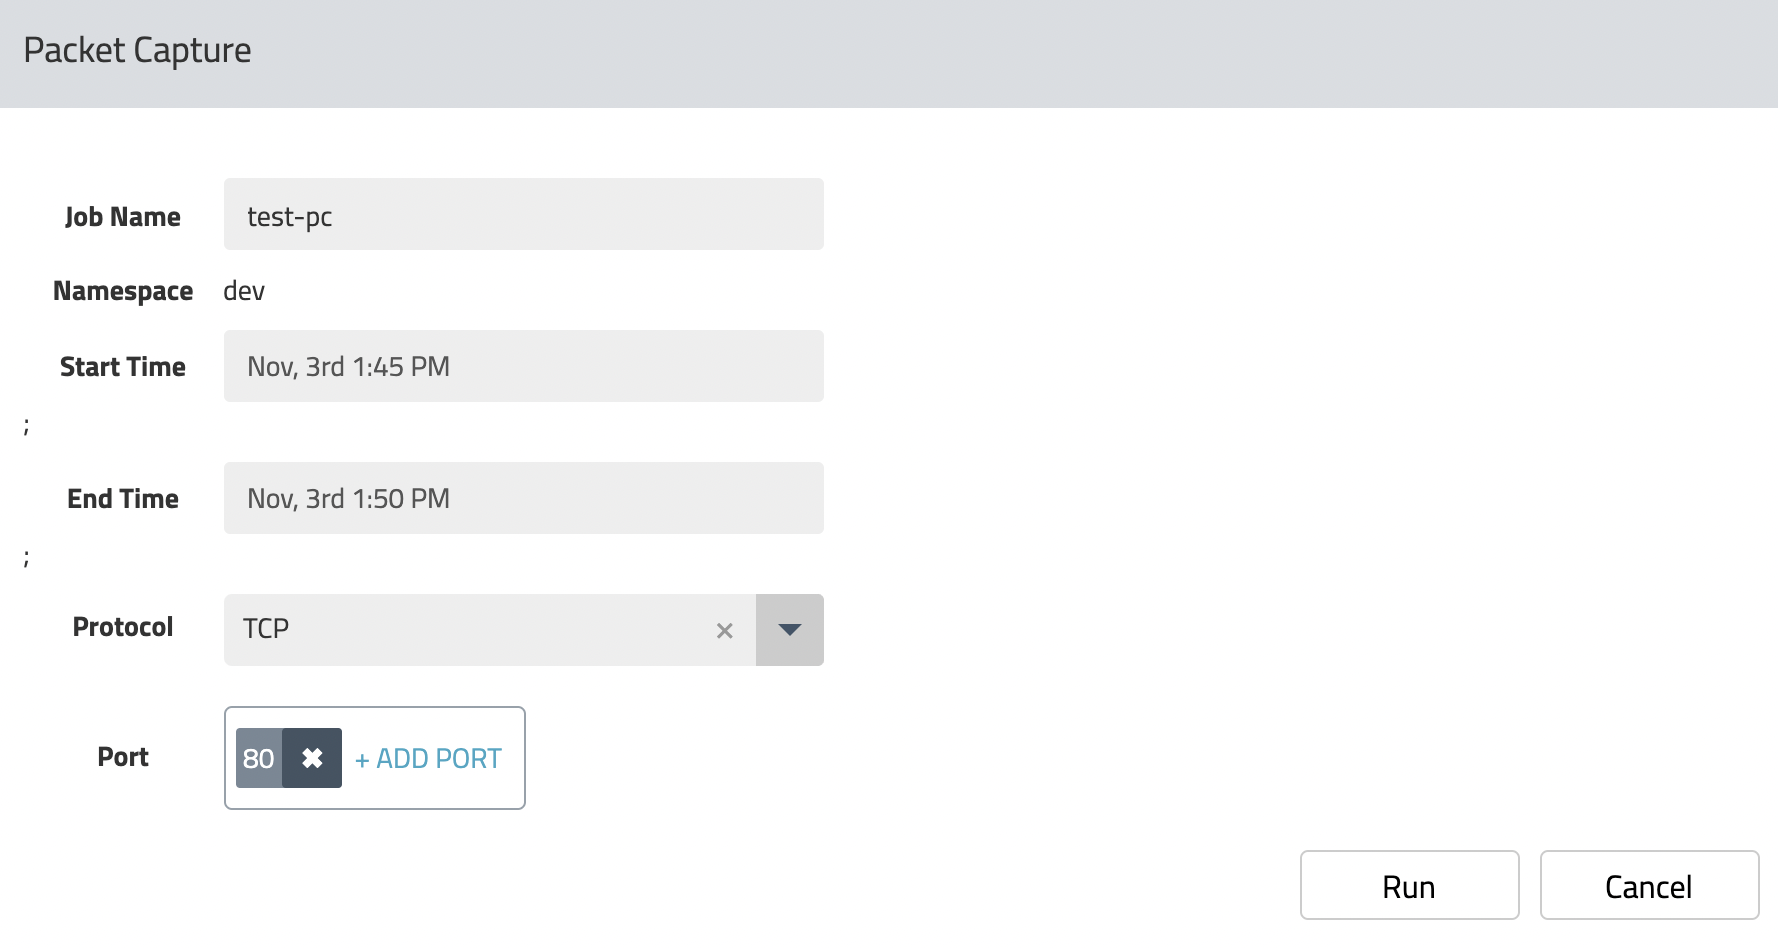 Packet Capture
Job Name test-pc
Namespace dev
Start Time Nov, 3rd 1:45 PM
;
End Time Nov, 3rd 1:50 PM
;
Protocol TCP ×
Port 80 ✖ + ADD PORT
Run Cancel